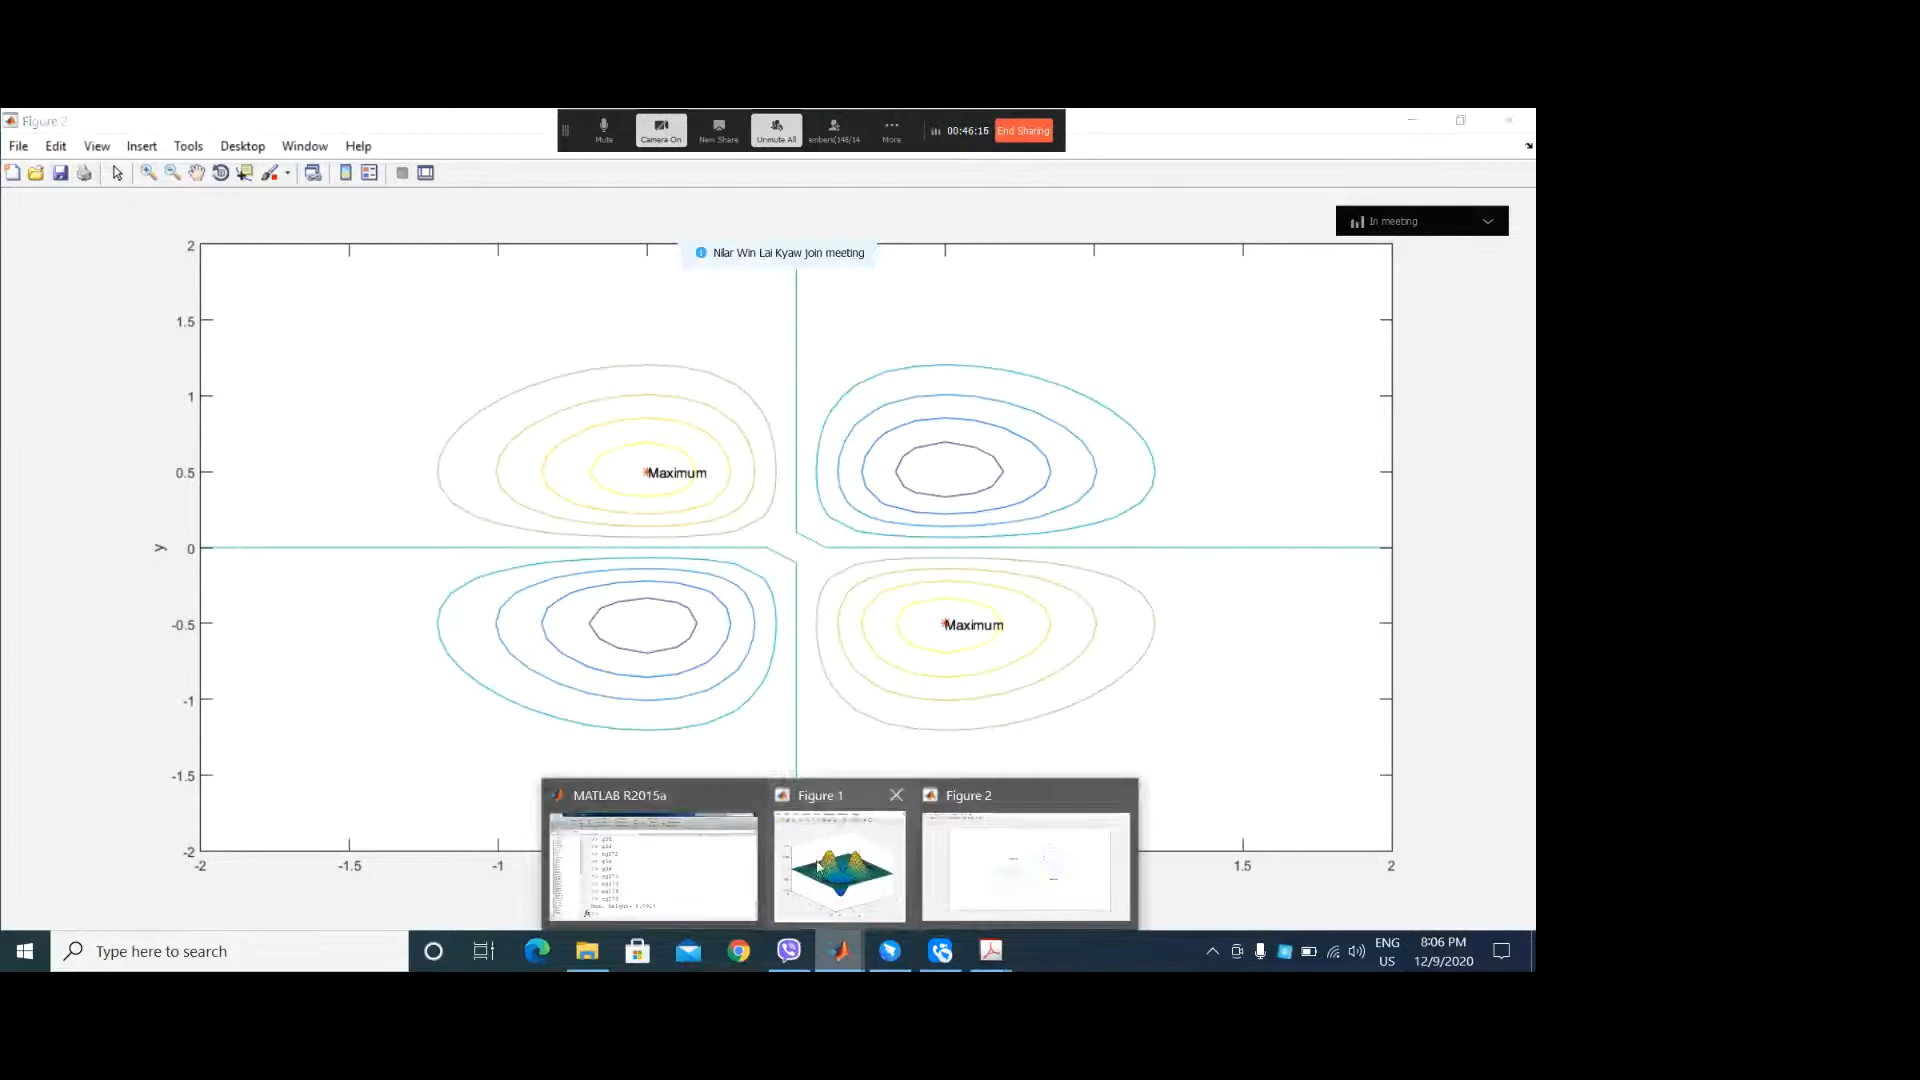 Figure 2
Mute
Camera On
New Share
Unmute All
embers(148/14
More
00:46:15
End Sharing
File Edit View Insert Tools Desktop Window Help
In meeting
Nilar Win Lai Kyaw join meeting
2
1.5
1
0.5
0
-0.5
-1
-1.5
-2
y
Maximum
Maximum
-2
-1.5
-1
1.5
2
MATLAB R2015a
Figure 1
Figure 2
Type here to search
ENG
US
8:06 PM
12/9/2020